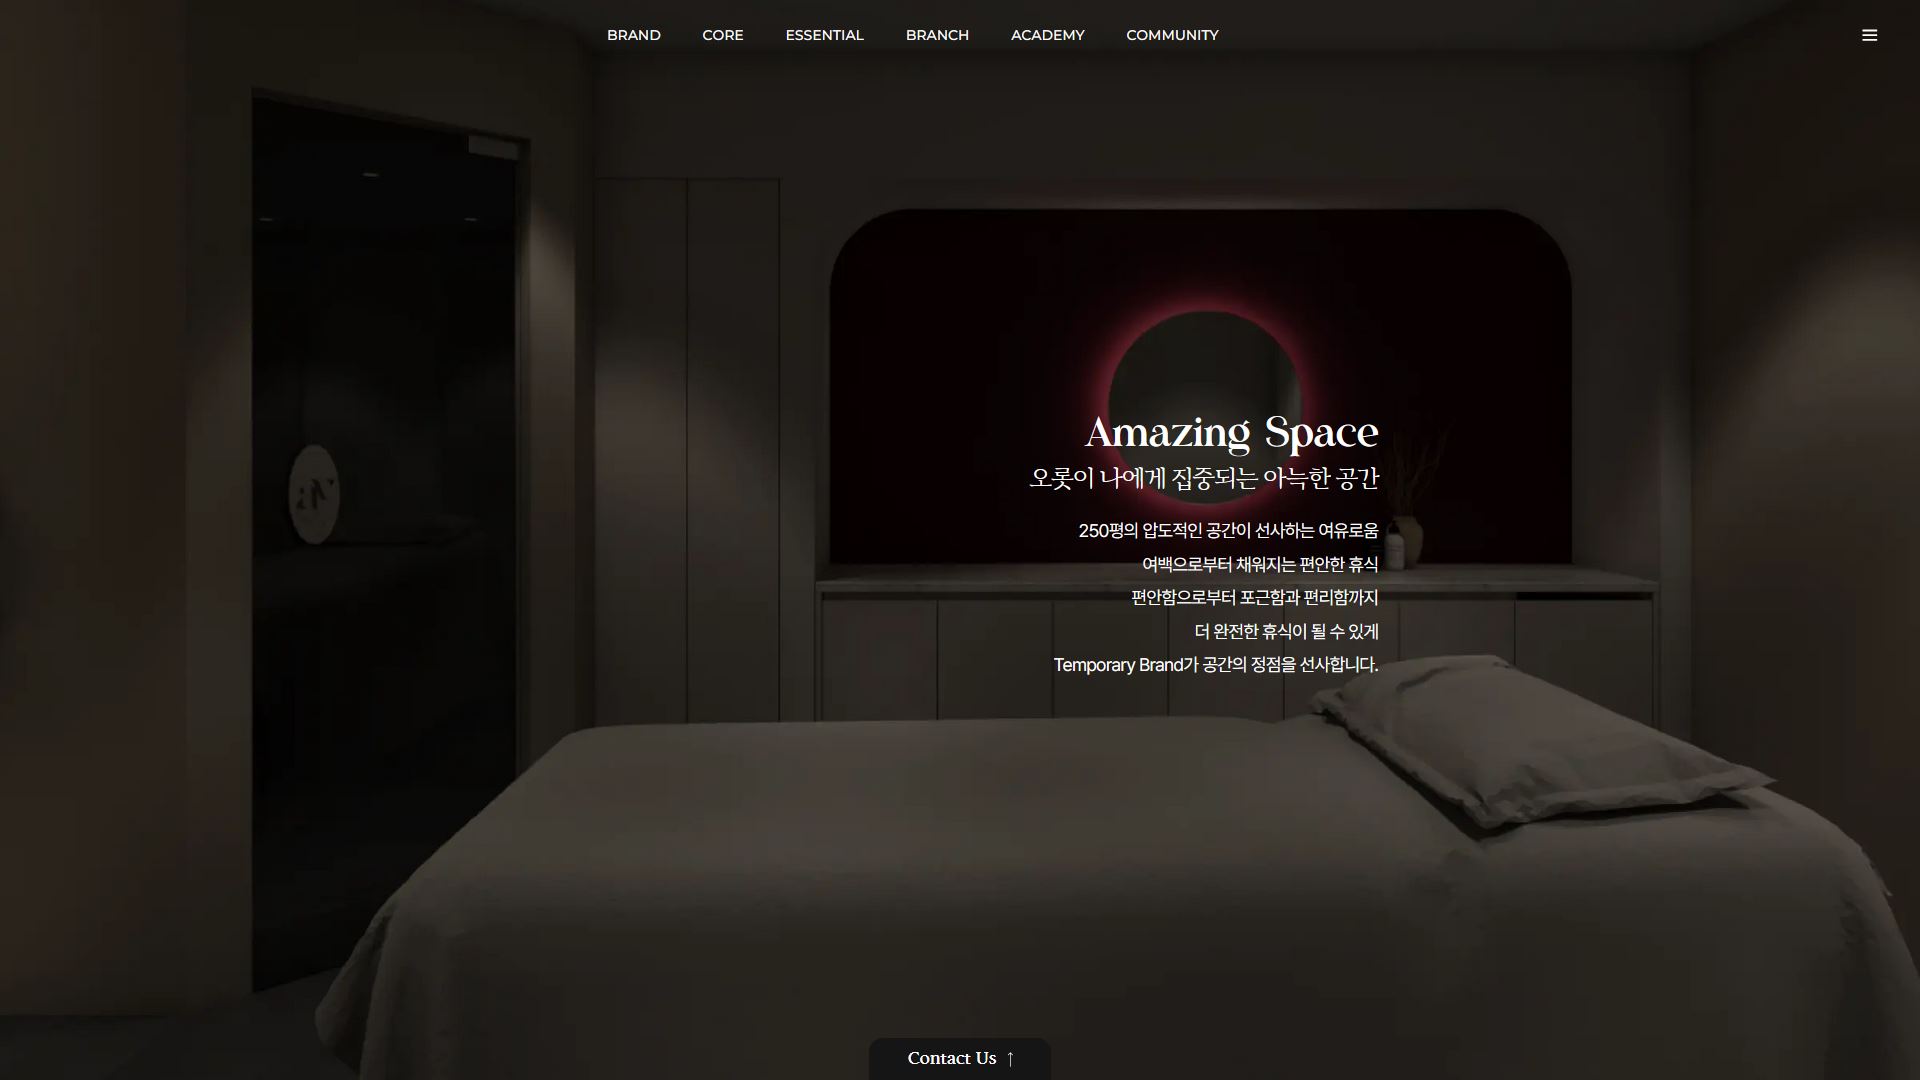 BRAND
CORE
ESSENTIAL
BRANCH
ACADEMY
COMMUNITY
Amazing Space
오롯이 나에게 집중되는 아늑한 공간
250평의 압도적인 공간이 선사하는 여유로움
여백으로부터 채워지는 편안한 휴식
편안함으로부터 포근함과 편리함까지
더 완전한 휴식이 될 수 있게
Temporary Brand가 공간의 정점을 선사합니다.
Contact Us ↑